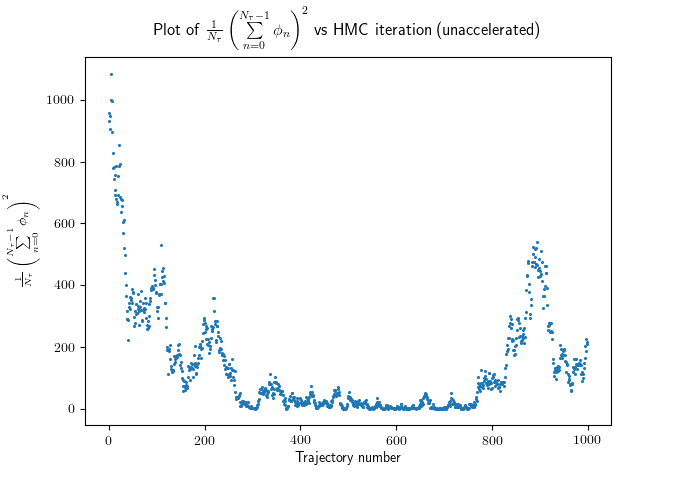 Plot of \frac{1}{N_\tau} \left( \sum_{n=0}^{N_\tau-1} \phi_n \right)^2 vs HMC iteration (unaccelerated)
\frac{1}{N_\tau} \left( \sum_{n=0}^{N_\tau-1} \phi_n \right)^2
1000
800
600
400
200
0
0 200 400 600 800 1000
Trajectory number